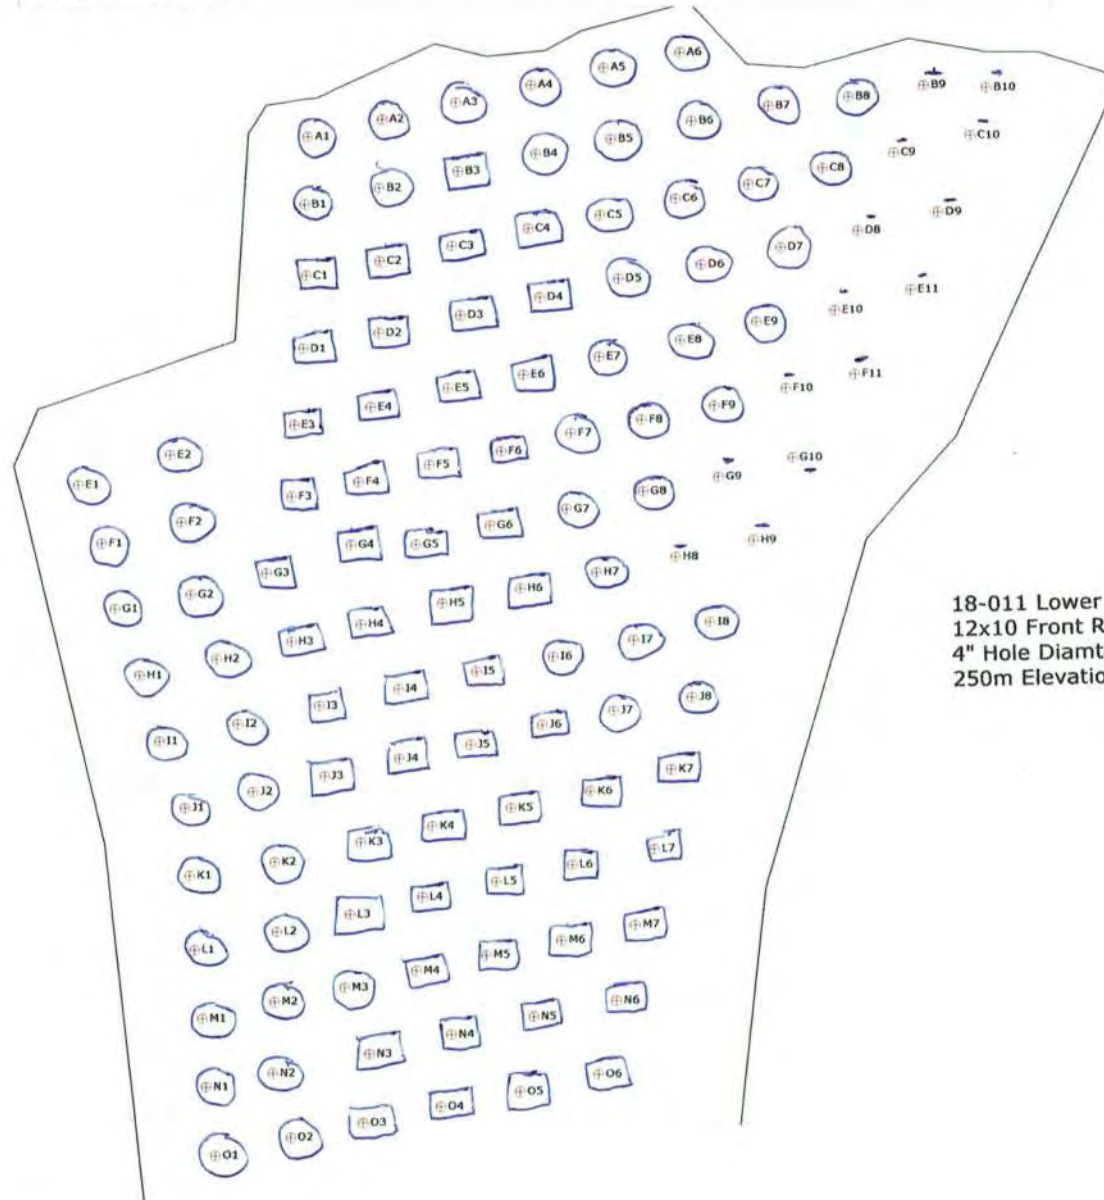 A1 A2 A3 A4 A5 A6
B1 B2 B3 B4 B5 B6 B7 B8 B9 B10
C1 C2 C3 C4 C5 C6 C7 C8 C9 C10
D1 D2 D3 D4 D5 D6 D7 D8 D9
E1 E2 E3 E4 E5 E6 E7 E8 E9 E10 E11
F1 F2 F3 F4 F5 F6 F7 F8 F9 F10 F11
G1 G2 G3 G4 G5 G6 G7 G8 G9 G10
H1 H2 H3 H4 H5 H6 H7 H8 H9
18-011 Lower
12x10 Front R
4" Hole Diamt
250m Elevatio
I1 I2 I3 I4 I5 I6 I7 I8
J1 J2 J3 J4 J5 J6 J7 J8
K1 K2 K3 K4 K5 K6 K7
L1 L2 L3 L4 L5 L6 L7
M1 M2 M3 M4 M5 M6 M7
N1 N2 N3 N4 N5 N6
O1 O2 O3 O4 O5 O6